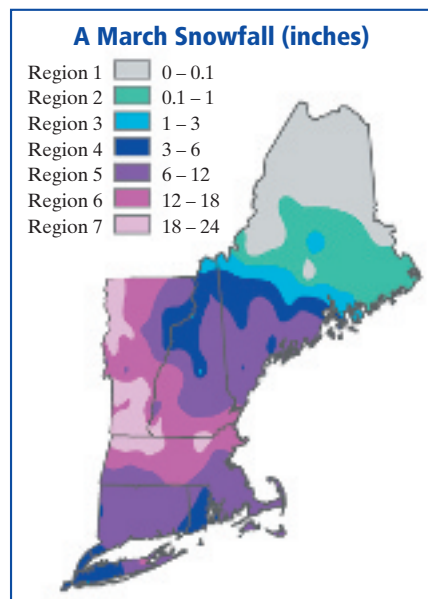 A March Snowfall (inches)
Region 1 0 – 0.1
Region 2 0.1 – 1
Region 3 1 – 3
Region 4 3 – 6
Region 5 6 – 12
Region 6 12 – 18
Region 7 18 – 24